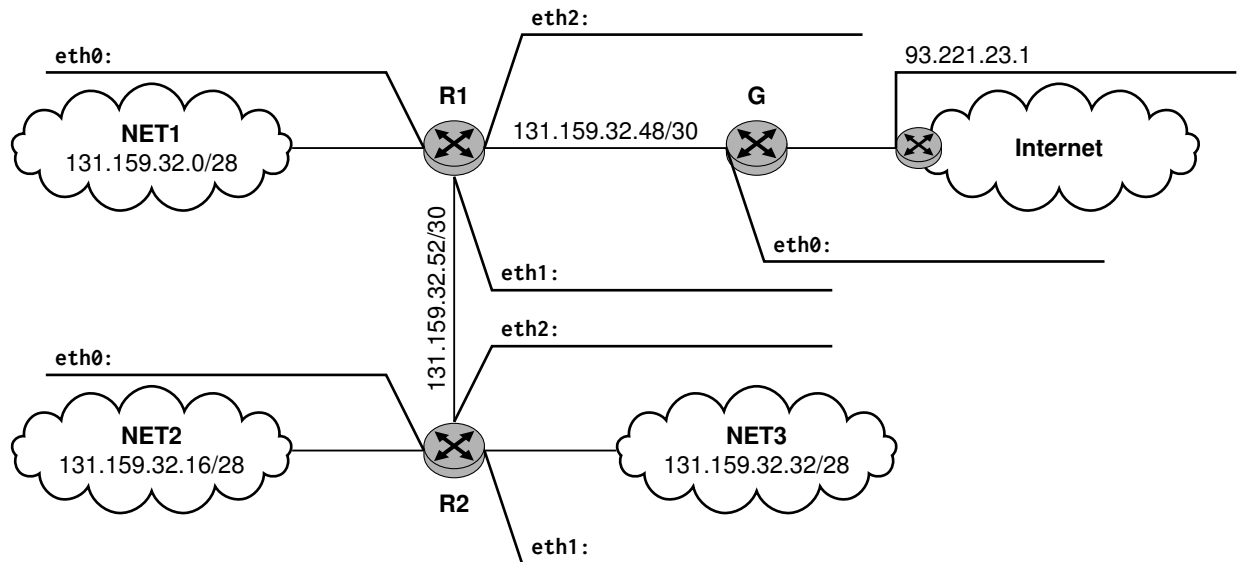 eth2:
eth0:
93.221.23.1
R1
G
NET1
131.159.32.0/28
131.159.32.48/30
Internet
131.159.32.52/30
eth0:
eth1:
eth2:
eth0:
NET2
131.159.32.16/28
NET3
131.159.32.32/28
R2
eth1: